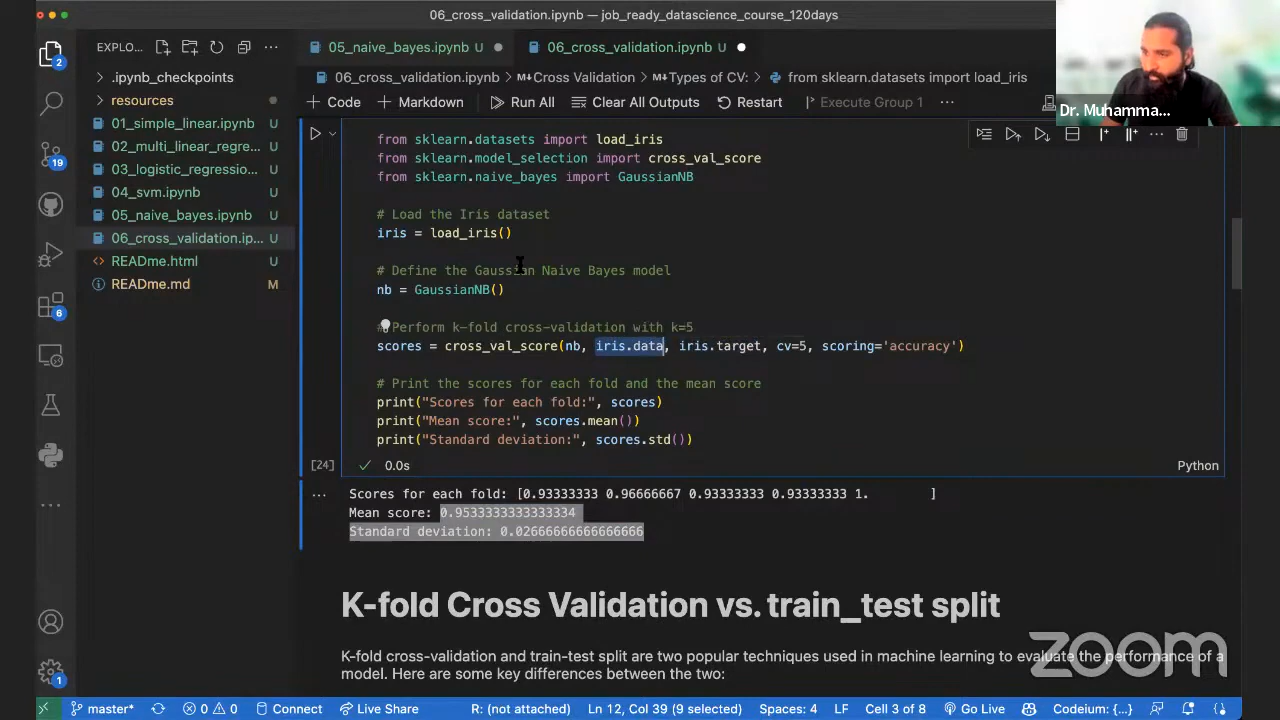 06_cross_validation.ipynb — job_ready_datascience_course_120days
EXPLO...
05_naive_bayes.ipynb U
06_cross_validation.ipynb U
.ipynb_checkpoints
resources
01_simple_linear.ipynb U
02_multi_linear_regre... U
03_logistic_regressio... U
04_svm.ipynb U
05_naive_bayes.ipynb U
06_cross_validation.ip... U
READme.html U
READme.md M
2
19
6
1
06_cross_validation.ipynb > M↓Cross Validation > M↓Types of CV: > from sklearn.datasets import load_iris
+ Code + Markdown Run All Clear All Outputs Restart Execute Group 1 ...
Dr. Muhamma...
from sklearn.datasets import load_iris
from sklearn.model_selection import cross_val_score
from sklearn.naive_bayes import GaussianNB
# Load the Iris dataset
iris = load_iris()
# Define the Gaussian Naive Bayes model
nb = GaussianNB()
# Perform k-fold cross-validation with k=5
scores = cross_val_score(nb, iris.data, iris.target, cv=5, scoring='accuracy')
# Print the scores for each fold and the mean score
print("Scores for each fold:", scores)
print("Mean score:", scores.mean())
print("Standard deviation:", scores.std())
[24] 0.0s Python
Scores for each fold: [0.93333333 0.96666667 0.93333333 0.93333333 1. ]
Mean score: 0.9533333333333334
Standard deviation: 0.02666666666666666
K-fold Cross Validation vs. train_test split
K-fold cross-validation and train-test split are two popular techniques used in machine learning to evaluate the performance of a
model. Here are some key differences between the two:
zoom
master* 0 0 Connect Live Share R: (not attached) Ln 12, Col 39 (9 selected) Spaces: 4 LF Cell 3 of 8 Go Live Codeium: {...}